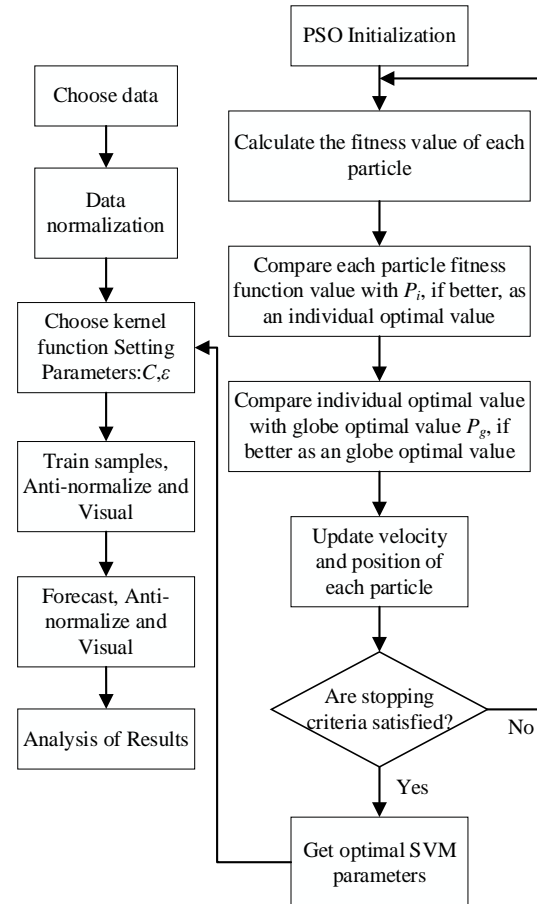 Choose data
Data
normalization
Choose kernel
function Setting
Parameters:C,ε
Train samples,
Anti-normalize and
Visual
Forecast, Anti-
normalize and
Visual
Analysis of Results
PSO Initialization
Calculate the fitness value of each
particle
Compare each particle fitness
function value with Pi, if better, as
an individual optimal value
Compare individual optimal value
with globe optimal value Pg, if
better as an globe optimal value
Update velocity
and position of
each particle
Are stopping
criteria satisfied?
No
Yes
Get optimal SVM
parameters